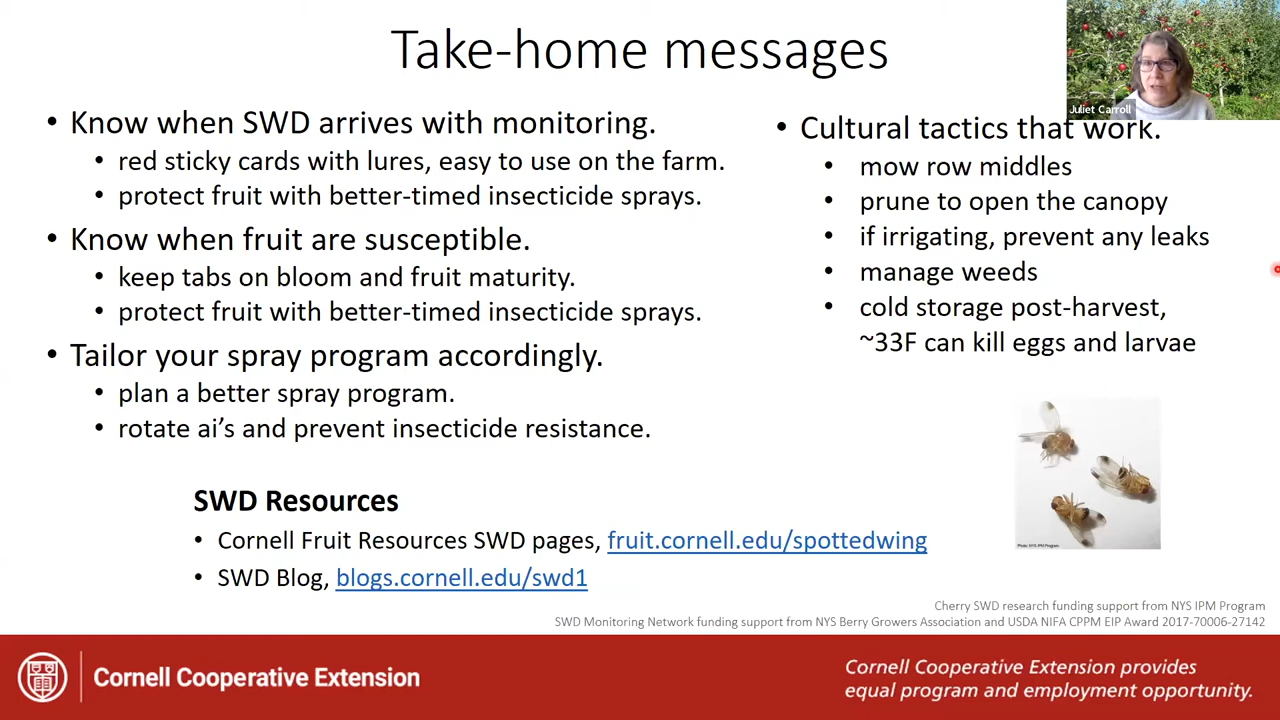 Take-home messages
Juliet Carroll
• Know when SWD arrives with monitoring.
• red sticky cards with lures, easy to use on the farm.
• protect fruit with better-timed insecticide sprays.
• Know when fruit are susceptible.
• keep tabs on bloom and fruit maturity.
• protect fruit with better-timed insecticide sprays.
• Tailor your spray program accordingly.
• plan a better spray program.
• rotate ai's and prevent insecticide resistance.
• Cultural tactics that work.
• mow row middles
• prune to open the canopy
• if irrigating, prevent any leaks
• manage weeds
• cold storage post-harvest,
~33F can kill eggs and larvae
Photo: NYS IPM Program
SWD Resources
• Cornell Fruit Resources SWD pages, fruit.cornell.edu/spottedwing
• SWD Blog, blogs.cornell.edu/swd1
Cherry SWD research funding support from NYS IPM Program
SWD Monitoring Network funding support from NYS Berry Growers Association and USDA NIFA CPPM EIP Award 2017-70006-27142
Cornell Cooperative Extension
Cornell Cooperative Extension provides
equal program and employment opportunity.